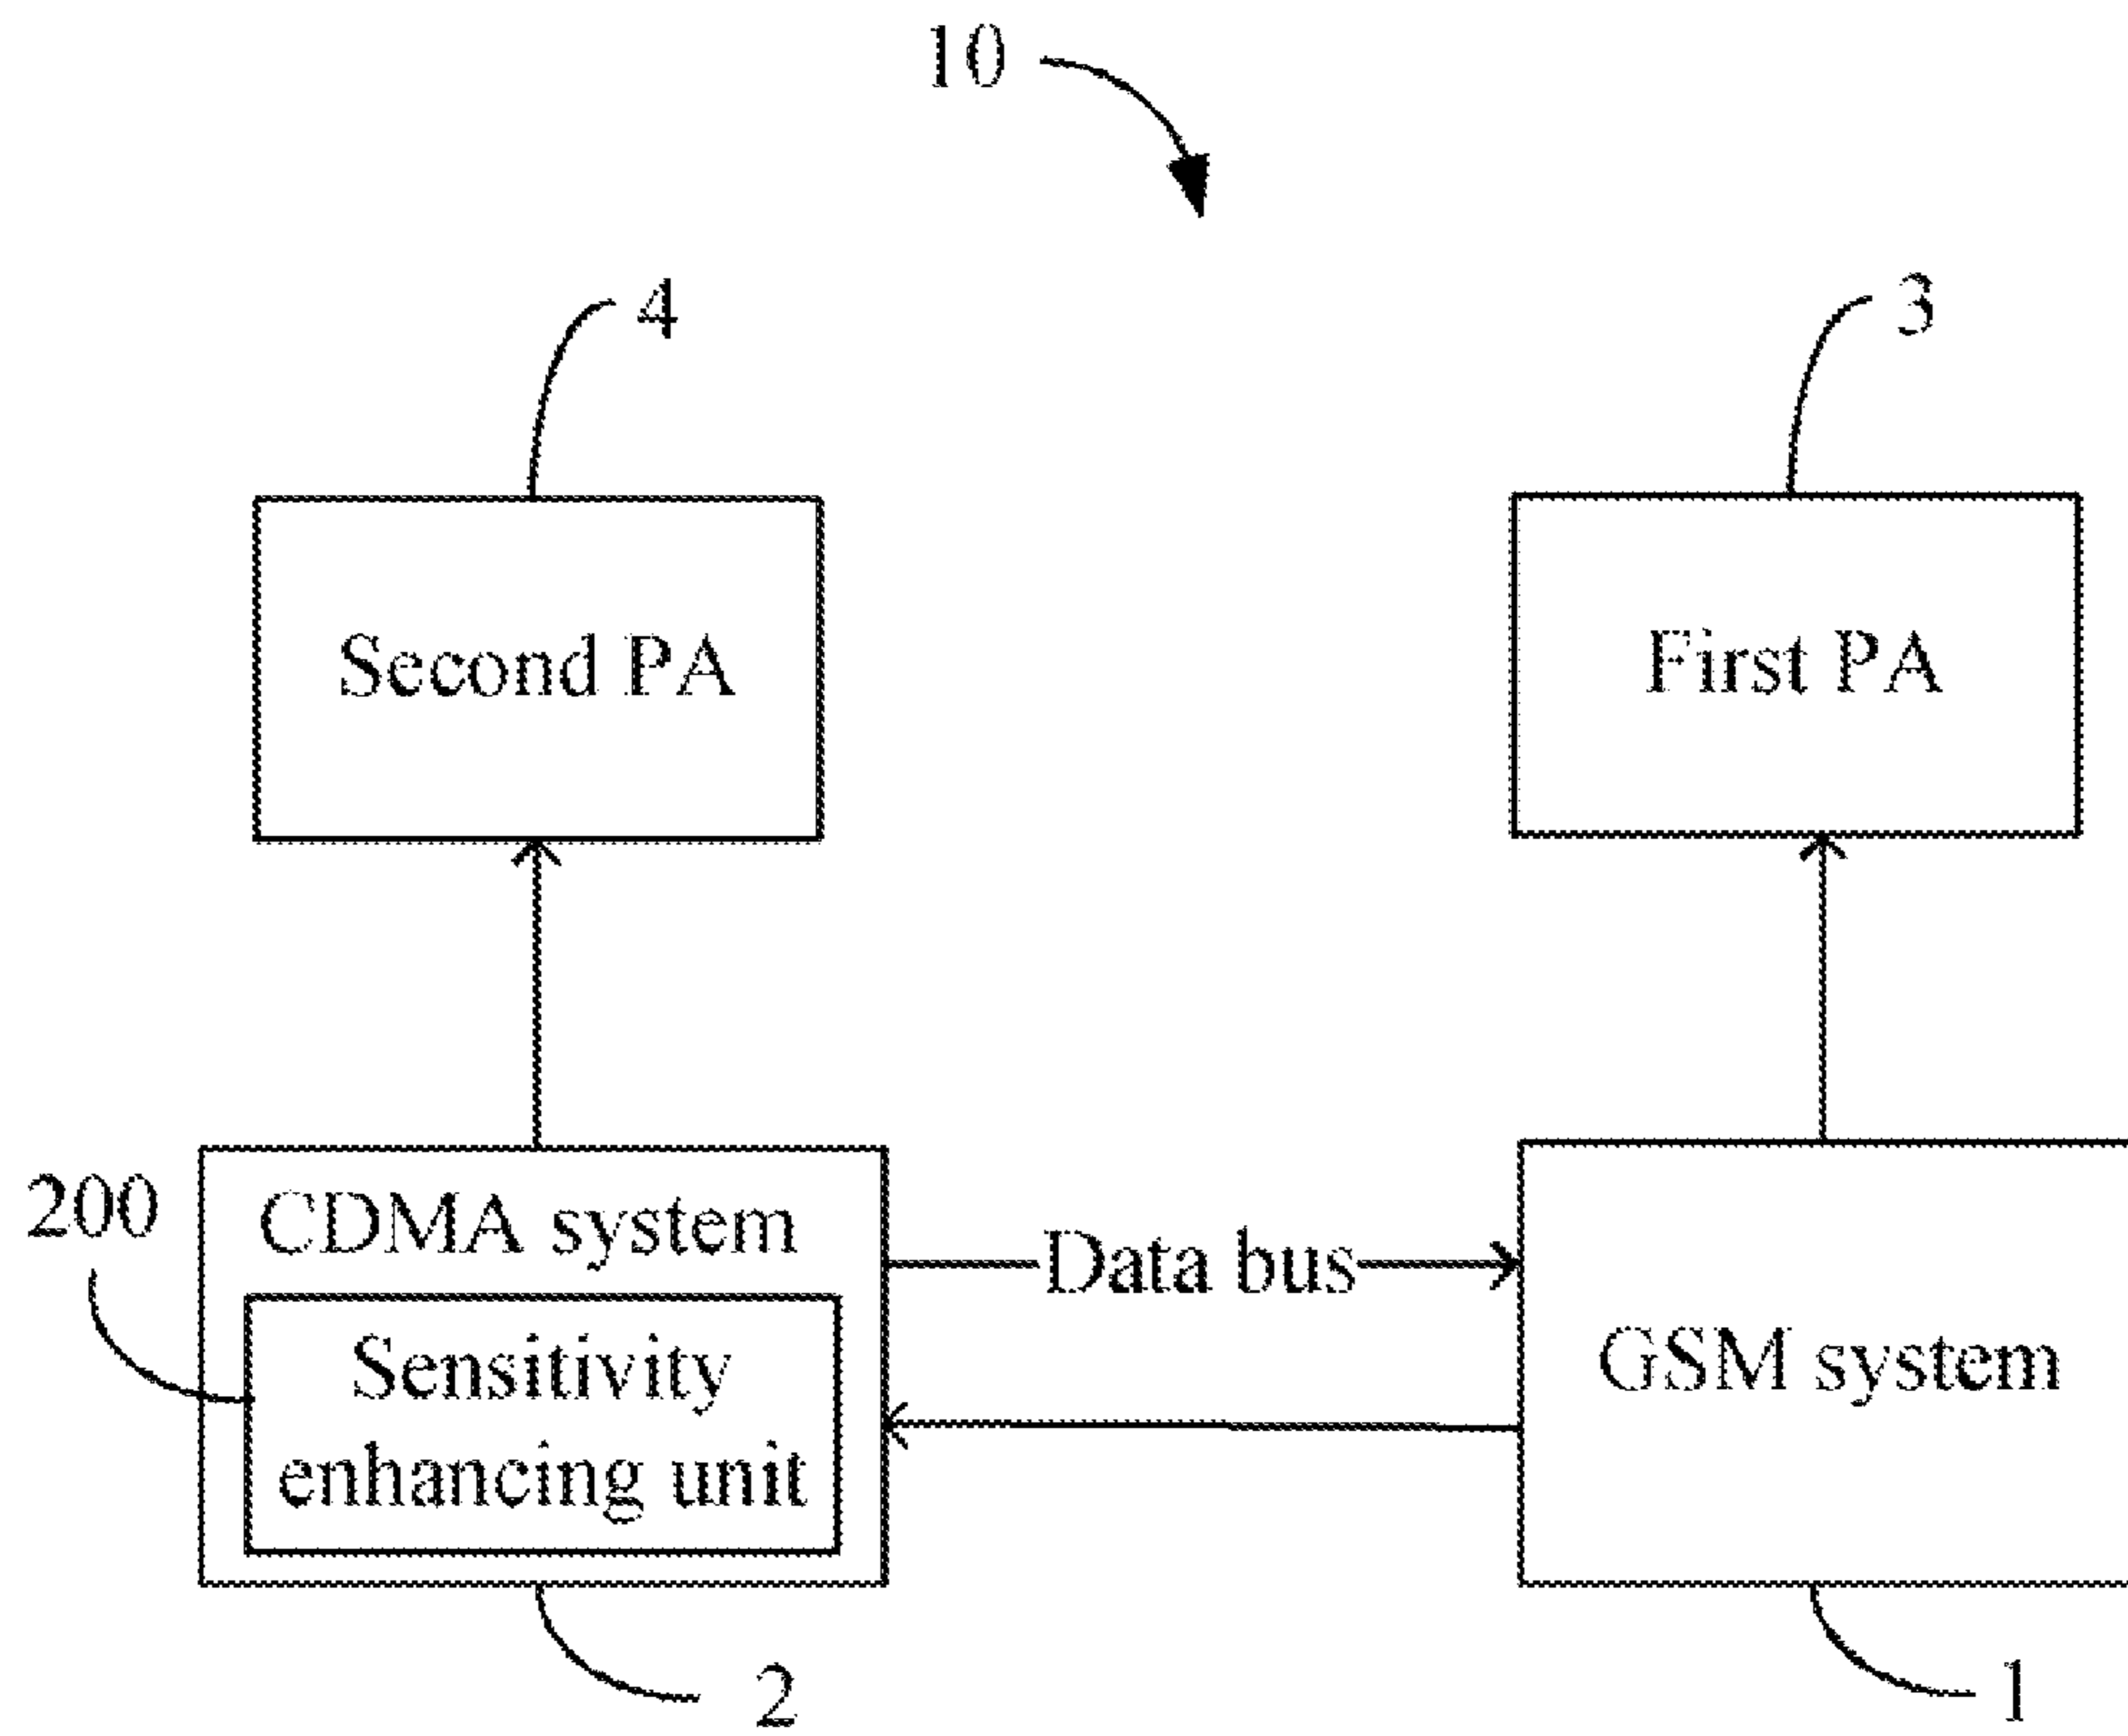 10
4
3
Second PA
First PA
200
CDMA system
Data bus
Sensitivity
enhancing unit
GSM system
2
1